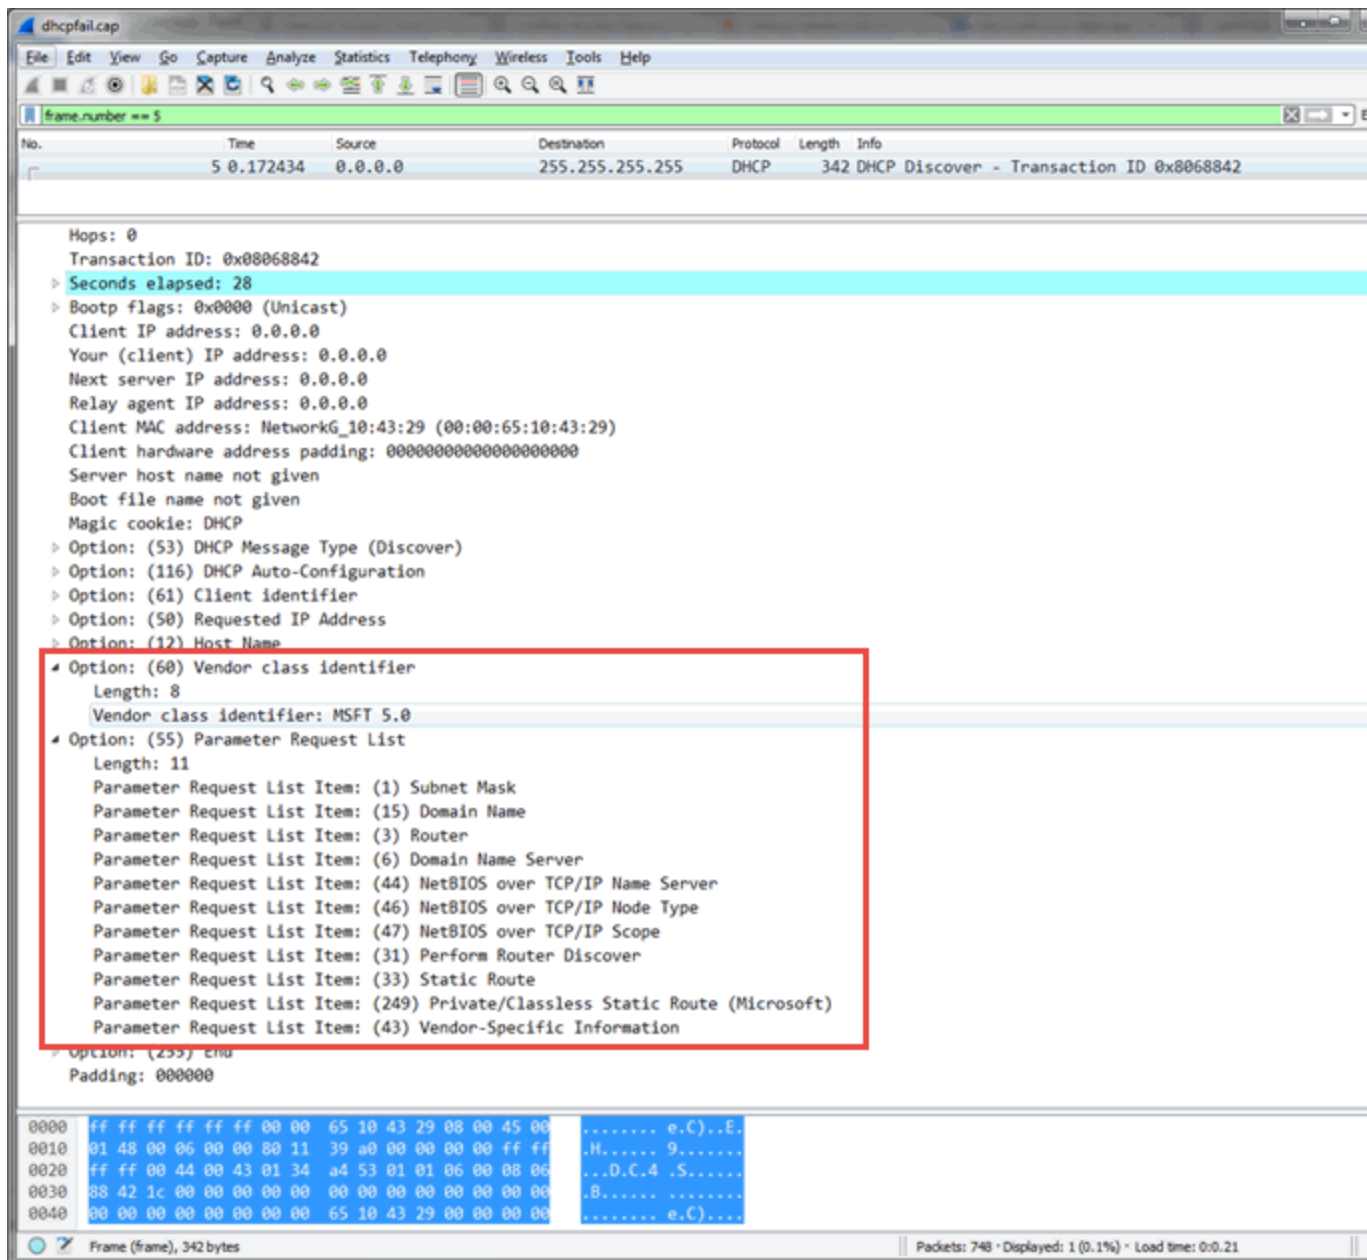 dhcpfail.cap
File Edit View Go Capture Analyze Statistics Telephony Wireless Tools Help
frame.number == 5
No. Time Source Destination Protocol Length Info
5 0.172434 0.0.0.0 255.255.255.255 DHCP 342 DHCP Discover - Transaction ID 0x8068842
Hops: 0
Transaction ID: 0x08068842
Seconds elapsed: 28
Bootp flags: 0x0000 (Unicast)
Client IP address: 0.0.0.0
Your (client) IP address: 0.0.0.0
Next server IP address: 0.0.0.0
Relay agent IP address: 0.0.0.0
Client MAC address: NetworkG_10:43:29 (00:00:65:10:43:29)
Client hardware address padding: 00000000000000000000
Server host name not given
Boot file name not given
Magic cookie: DHCP
Option: (53) DHCP Message Type (Discover)
Option: (116) DHCP Auto-Configuration
Option: (61) Client identifier
Option: (50) Requested IP Address
Option: (12) Host Name
Option: (60) Vendor class identifier
Length: 8
Vendor class identifier: MSFT 5.0
Option: (55) Parameter Request List
Length: 11
Parameter Request List Item: (1) Subnet Mask
Parameter Request List Item: (15) Domain Name
Parameter Request List Item: (3) Router
Parameter Request List Item: (6) Domain Name Server
Parameter Request List Item: (44) NetBIOS over TCP/IP Name Server
Parameter Request List Item: (46) NetBIOS over TCP/IP Node Type
Parameter Request List Item: (47) NetBIOS over TCP/IP Scope
Parameter Request List Item: (31) Perform Router Discover
Parameter Request List Item: (33) Static Route
Parameter Request List Item: (249) Private/Classless Static Route (Microsoft)
Parameter Request List Item: (43) Vendor-Specific Information
Option: (255) End
Padding: 000000
0000 ff ff ff ff ff ff 00 00 65 10 43 29 08 00 45 00 ........ e.C)..E.
0010 01 48 00 06 00 00 80 11 39 a0 00 00 00 00 ff ff .H...... 9.......
0020 ff ff 00 44 00 43 01 34 a4 53 01 01 06 00 08 06 ...D.C.4 .S......
0030 88 42 1c 00 00 00 00 00 00 00 00 00 00 00 00 00 .B...... ........
0040 00 00 00 00 00 00 00 00 65 10 43 29 00 00 00 00 ........ e.C)....
Frame (frame), 342 bytes Packets: 748 · Displayed: 1 (0.1%) · Load time: 0:0.21